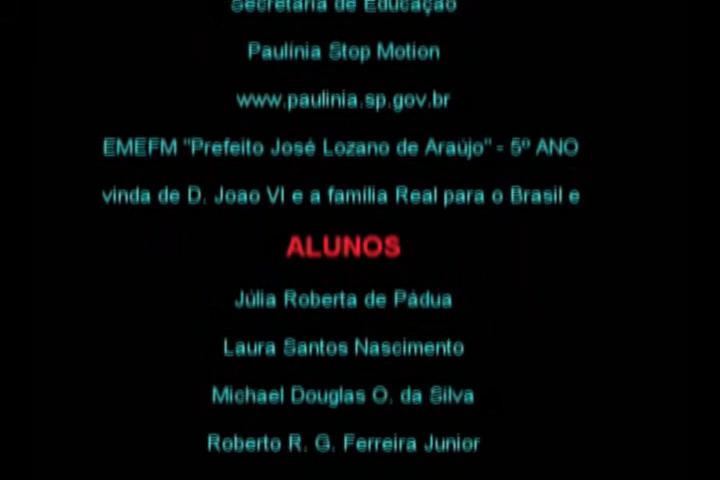 Secretaria de Educação
Paulínia Stop Motion
www.paulinia.sp.gov.br
EMEFM "Prefeito José Lozano de Araújo" - 5º ANO
vinda de D. Joao VI e a família Real para o Brasil e
ALUNOS
Júlia Roberta de Pádua
Laura Santos Nascimento
Michael Douglas O. da Silva
Roberto R. G. Ferreira Junior